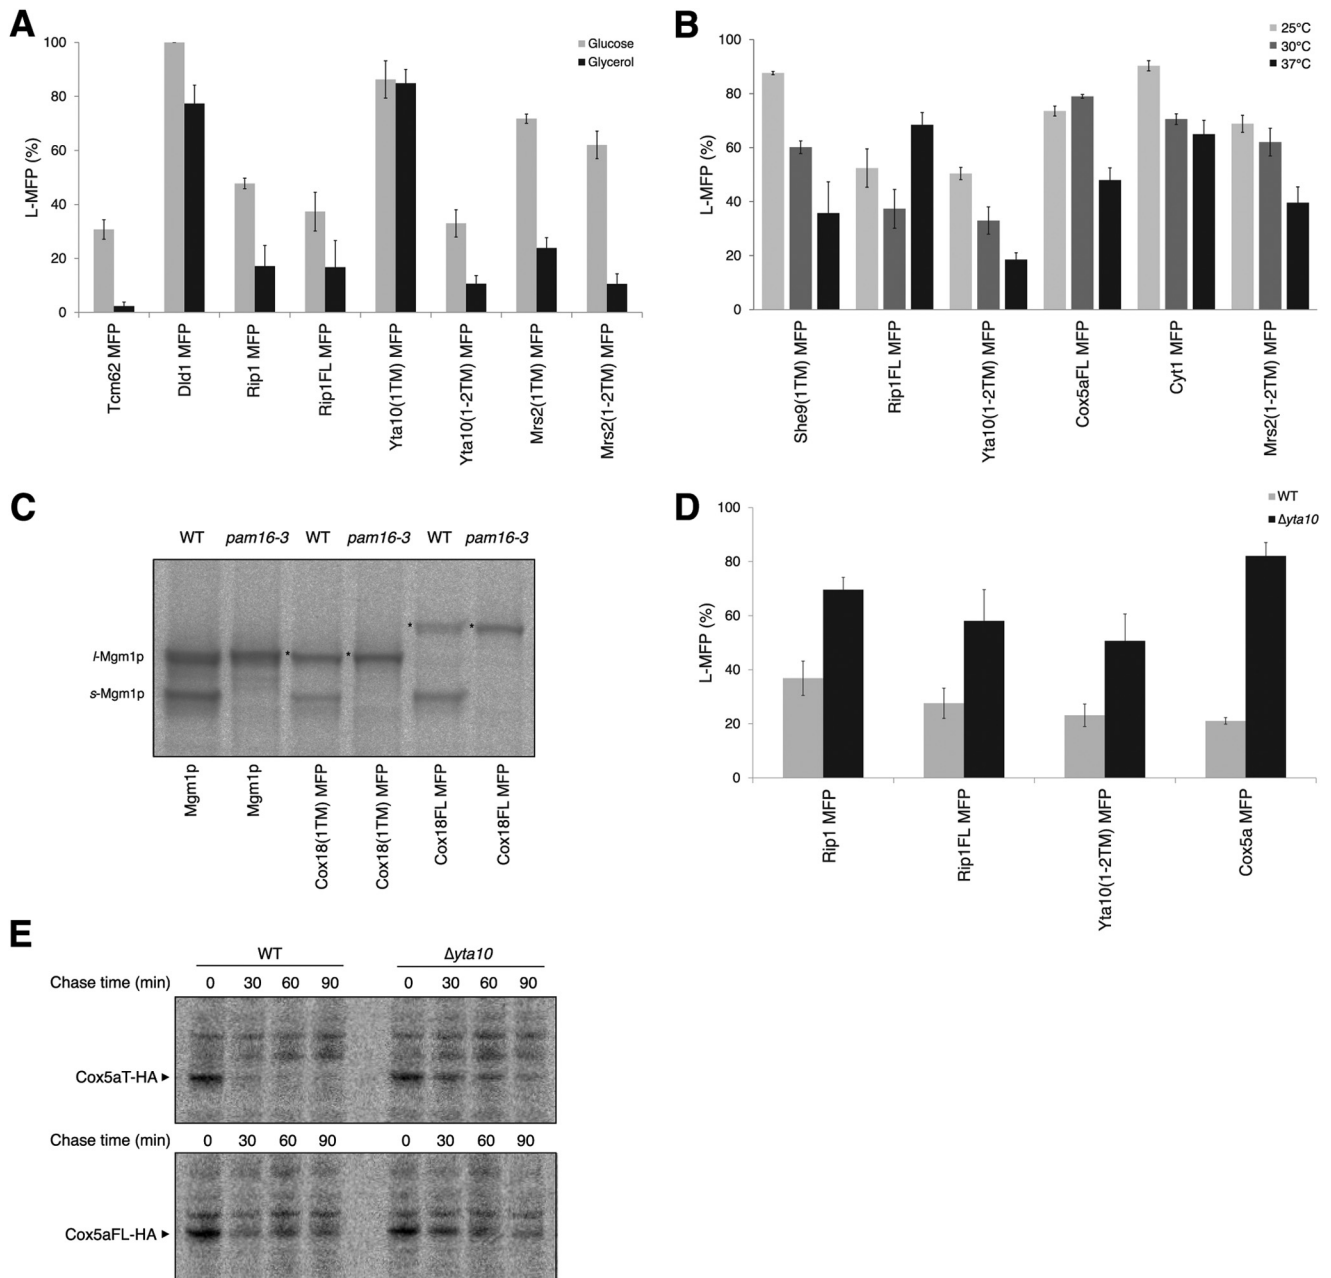 A
L-MFP (%)
100
80
60
40
20
0
Glucose
Glycerol
Tcm62 MFP
Dld1 MFP
Rip1 MFP
Rip1FL MFP
Yta10(1TM) MFP
Yta10(1-2TM) MFP
Mrs2(1TM) MFP
Mrs2(1-2TM) MFP
B
L-MFP (%)
100
80
60
40
20
0
25°C
30°C
37°C
She9(1TM) MFP
Rip1FL MFP
Yta10(1-2TM) MFP
Cox5aFL MFP
Cyt1 MFP
Mrs2(1-2TM) MFP
C
WT pam16-3 WT pam16-3 WT pam16-3
* *
l-Mgm1p * *
s-Mgm1p
Mgm1p
Mgm1p
Cox18(1TM) MFP
Cox18(1TM) MFP
Cox18FL MFP
Cox18FL MFP
D
L-MFP (%)
100
80
60
40
20
0
WT
Δyta10
Rip1 MFP
Rip1FL MFP
Yta10(1-2TM) MFP
Cox5a MFP
E
WT Δyta10
Chase time (min) 0 30 60 90 0 30 60 90
Cox5aT-HA
Chase time (min) 0 30 60 90 0 30 60 90
Cox5aFL-HA